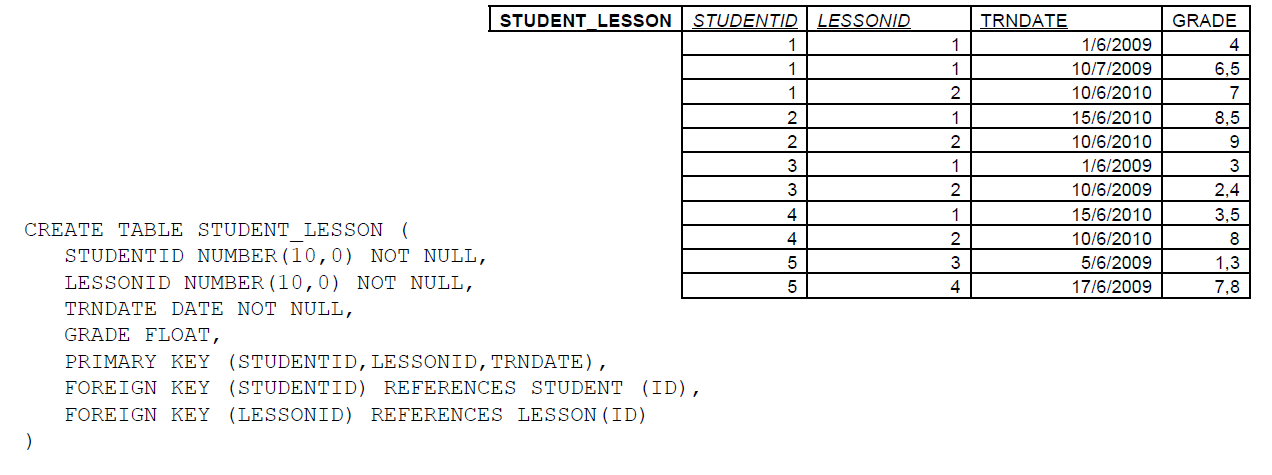 STUDENT_LESSON STUDENTID LESSONID TRNDATE GRADE
1 1 1/6/2009 4
1 1 10/7/2009 6,5
1 2 10/6/2010 7
2 1 15/6/2010 8,5
2 2 10/6/2010 9
3 1 1/6/2009 3
3 2 10/6/2009 2,4
4 1 15/6/2010 3,5
4 2 10/6/2010 8
5 3 5/6/2009 1,3
5 4 17/6/2009 7,8
CREATE TABLE STUDENT_LESSON (
STUDENTID NUMBER(10,0) NOT NULL,
LESSONID NUMBER(10,0) NOT NULL,
TRNDATE DATE NOT NULL,
GRADE FLOAT,
PRIMARY KEY (STUDENTID,LESSONID,TRNDATE),
FOREIGN KEY (STUDENTID) REFERENCES STUDENT (ID),
FOREIGN KEY (LESSONID) REFERENCES LESSON(ID)
)